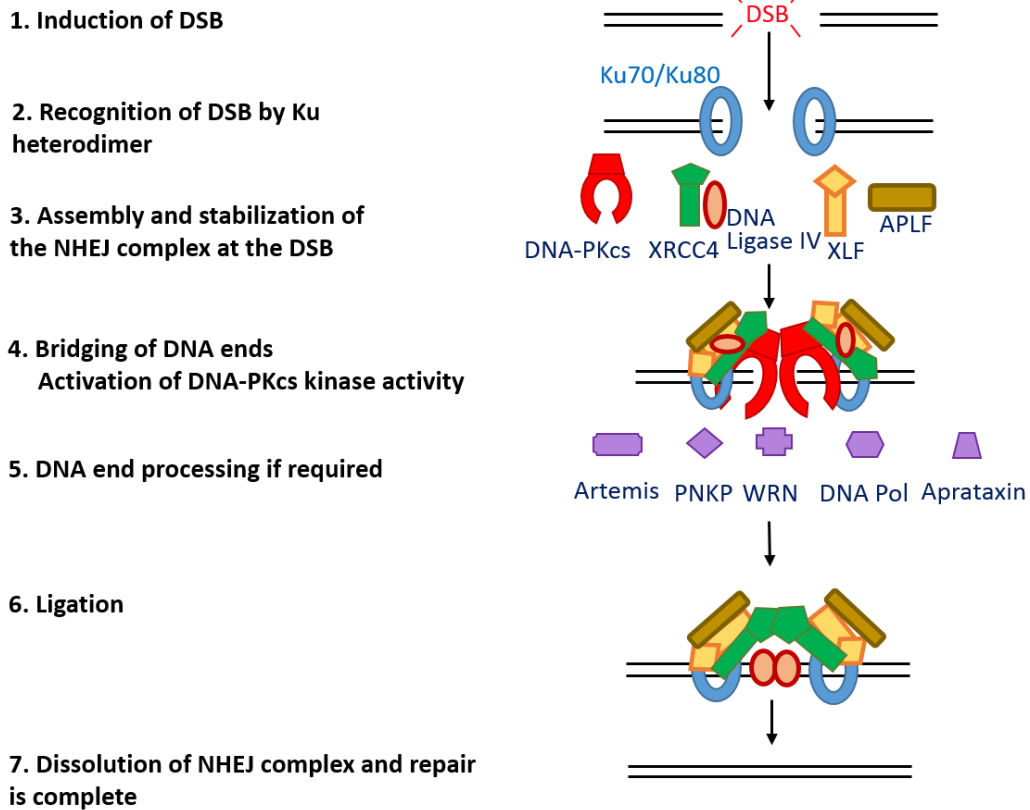 1. Induction of DSB
DSB
Ku70/Ku80
2. Recognition of DSB by Ku
heterodimer
3. Assembly and stabilization of
the NHEJ complex at the DSB
DNA-PKcs
XRCC4
DNA
Ligase IV
XLF
APLF
4. Bridging of DNA ends
Activation of DNA-PKcs kinase activity
5. DNA end processing if required
Artemis
PNKP
WRN
DNA Pol
Aprataxin
6. Ligation
7. Dissolution of NHEJ complex and repair
is complete